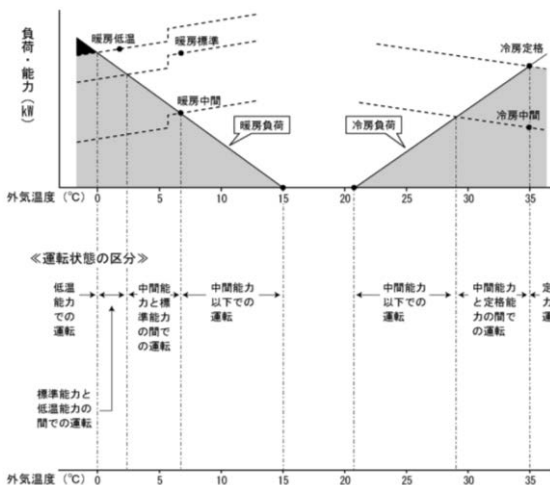 負荷・能力(kW)
暖房低温
暖房標準
暖房中間
暖房負荷
冷房負荷
冷房定格
冷房中間
外気温度 (℃)
0
5
10
15
20
25
30
35
≪運転状態の区分≫
低温
能力
での
運転
中間能
力と標
準能力
の間で
の運転
中間能力
以下での
運転
中間能力
以下での
運転
中間能力
と定格能
力の間で
の運転
定
力
運
標準能力と
低温能力の
間での運転
外気温度 (℃)
0
5
10
15
20
25
30
35